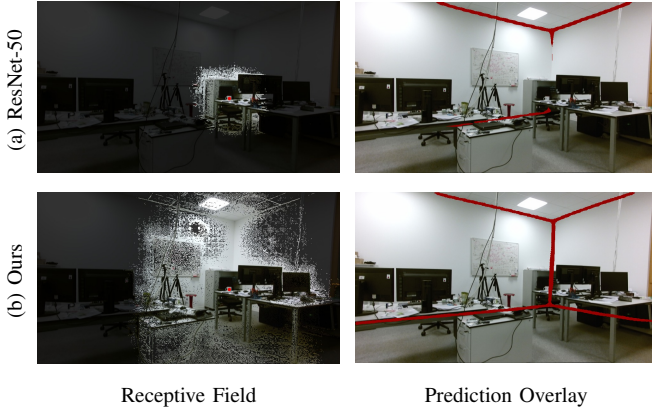 (a) ResNet-50
(b) Ours
Receptive Field
Prediction Overlay